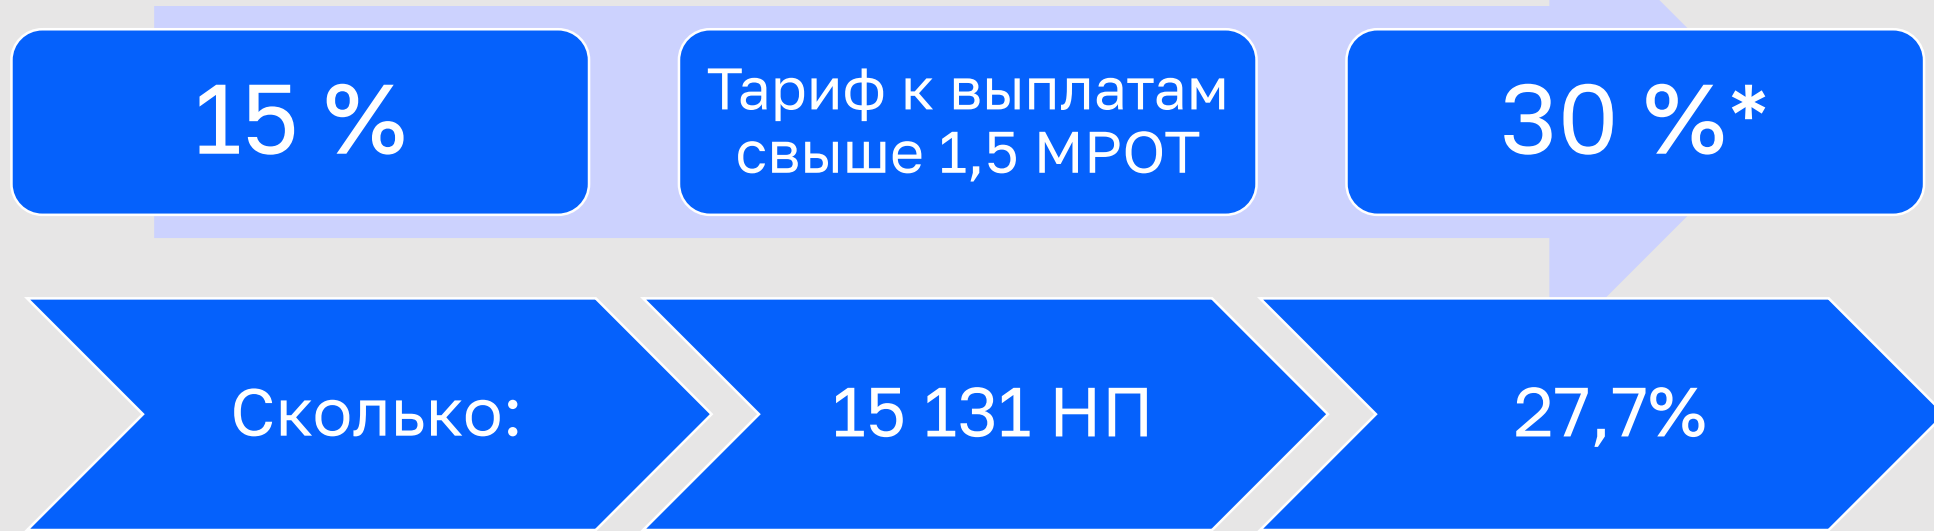 15 %
Тариф к выплатам
свыше 1,5 МРОТ
30 %*
Сколько:
15 131 НП
27,7%